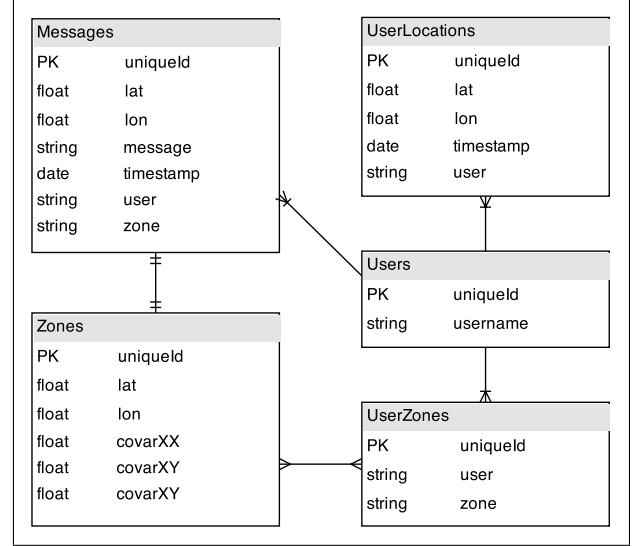 Messages
PK uniqueId
float lat
float lon
string message
date timestamp
string user
string zone
UserLocations
PK uniqueId
float lat
float lon
date timestamp
string user
Users
PK uniqueId
string username
Zones
PK uniqueId
float lat
float lon
float covarXX
float covarXY
float covarXY
UserZones
PK uniqueId
string user
string zone